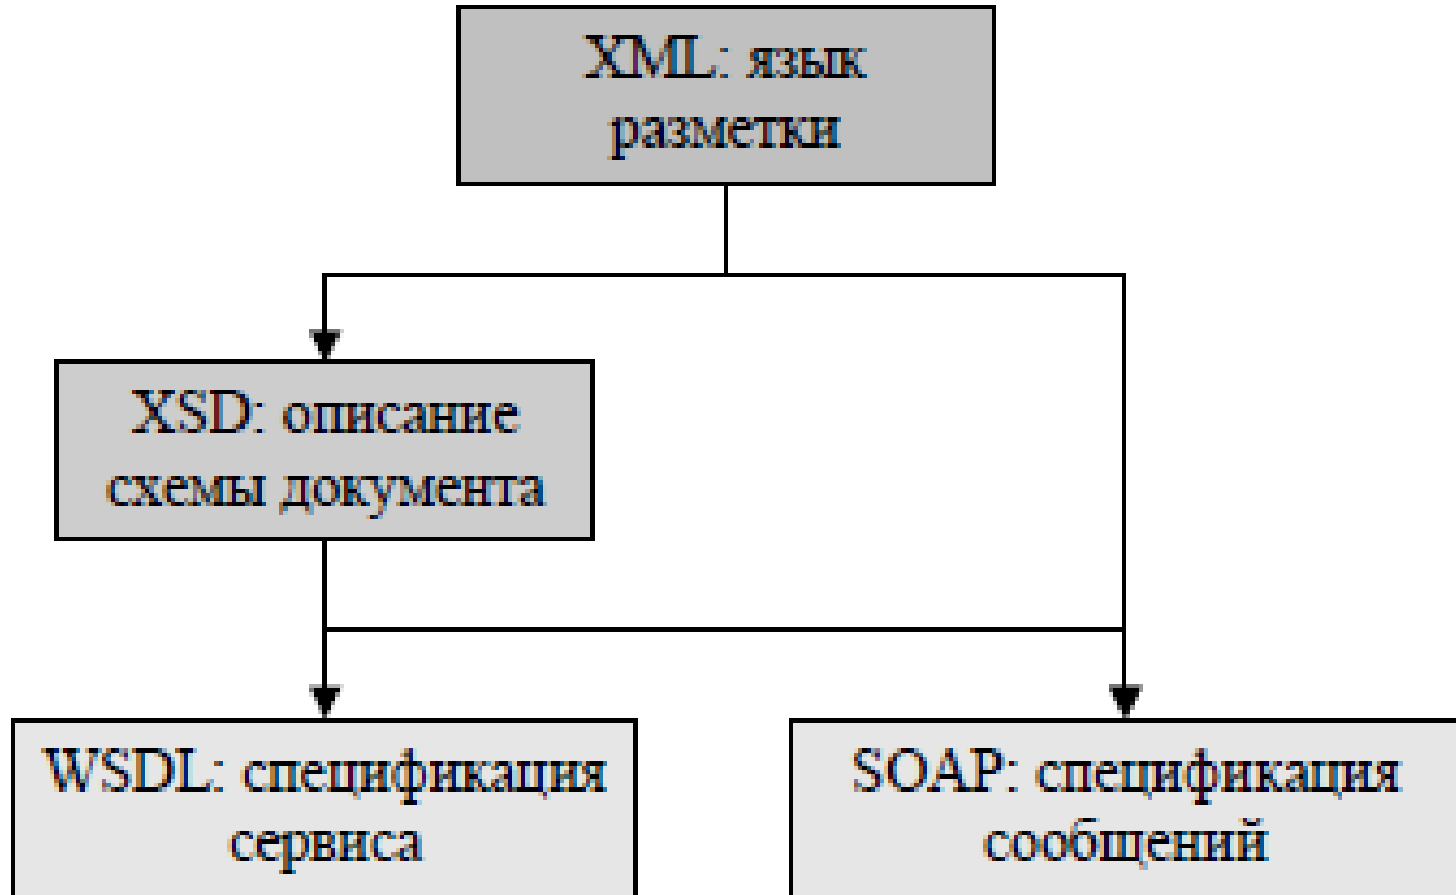 XML: язык
разметки
XSD: описание
схемы документа
WSDL: спецификация
сервиса
SOAP: спецификация
сообщений